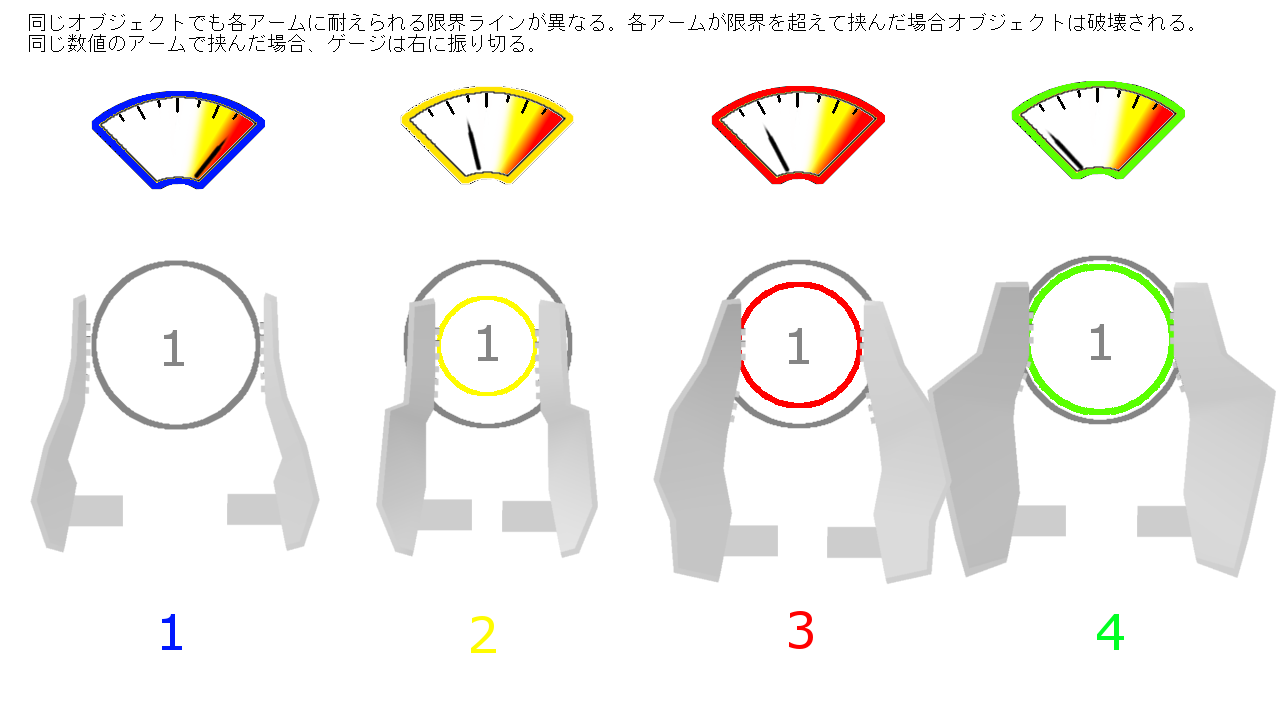 同じオブジェクトでも各アームに耐えられる限界ラインが異なる。各アームが限界を超えて挟んだ場合オブジェクトは破壊される。
同じ数値のアームで挟んだ場合、ゲージは右に振り切る。
1 1 1 1
1 2 3 4